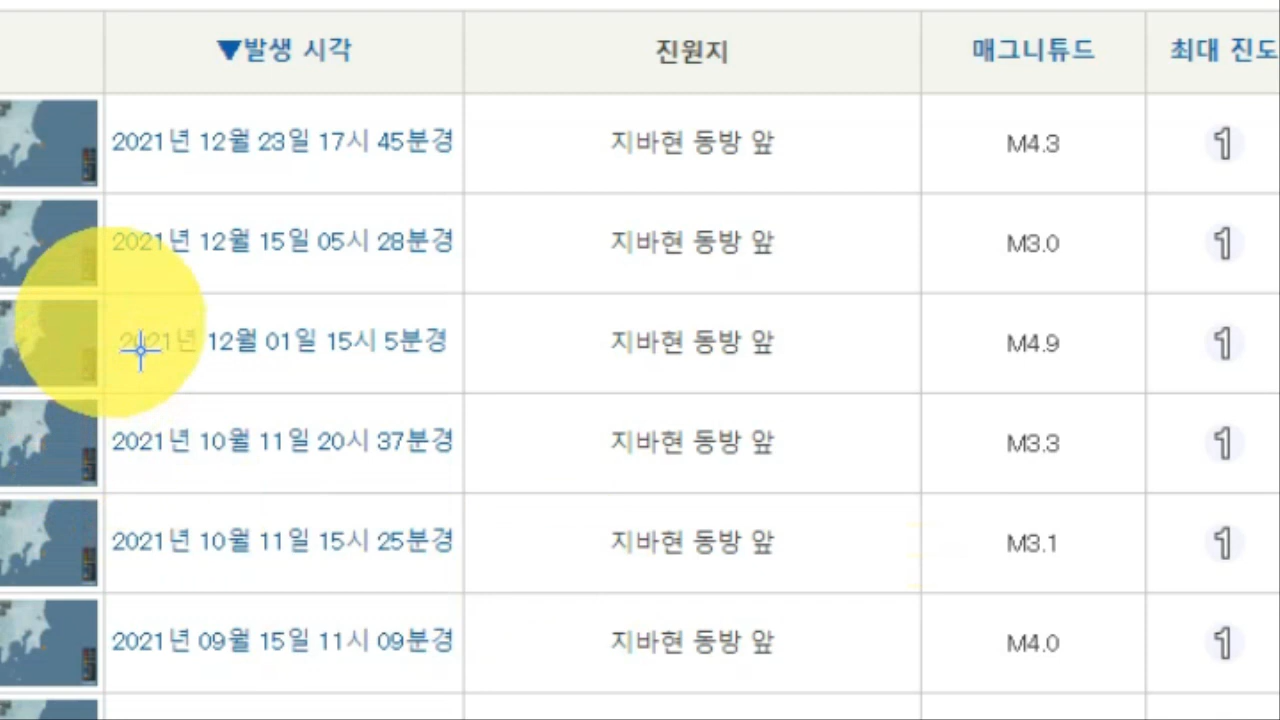 ▼발생 시각 진원지 매그니튜드 최대 진도
2021년 12월 23일 17시 45분경 지바현 동방 앞 M4.3 1
2021년 12월 15일 05시 28분경 지바현 동방 앞 M3.0 1
2021년 12월 01일 15시 5분경 지바현 동방 앞 M4.9 1
2021년 10월 11일 20시 37분경 지바현 동방 앞 M3.3 1
2021년 10월 11일 15시 25분경 지바현 동방 앞 M3.1 1
2021년 09월 15일 11시 09분경 지바현 동방 앞 M4.0 1